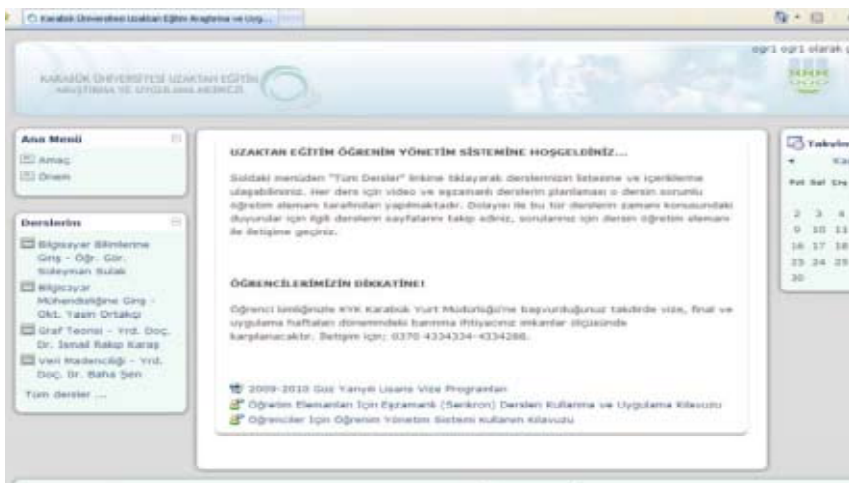 Karabük Üniversitesi Uzaktan Eğitim Araştırma ve Uyg...
ogr1 ogr1 olarak
KARABÜK ÜNİVERSİTESİ UZAKTAN EĞİTİM
ARAŞTIRMA VE UYGULAMA MERKEZİ
Ana Menü
Amaç
Önem
Derslerim
Bilgisayar Bilimlerine
Giriş - Öğr. Gör.
Süleyman Sulak
Bilgisayar
Mühendisliğine Giriş -
Okt. Yasin Ortakçı
Graf Teorisi - Yrd. Doç.
Dr. İsmail Rakıp Karaş
Veri Madenciliği - Yrd.
Doç. Dr. Baha Şen
Tüm dersler ...
UZAKTAN EĞİTİM ÖĞRENİM YÖNETİM SİSTEMİNE HOŞGELDİNİZ...
Soldaki menüden "Tüm Dersler" linkine tıklayarak derslerinizin listesine ve içeriklerine
ulaşabilirsiniz. Her ders için video ve eşzamanlı derslerin planlaması o dersin sorumlu
öğretim elemanı tarafından yapılmaktadır. Dolayısı ile bu tür derslerin zamanı konusundaki
duyurular için ilgili derslerin sayfalarını takip ediniz, sorularınız için dersin öğretim elemanı
ile iletişime geçiniz.
ÖĞRENCİLERİMİZİN DİKKATİNE!
Öğrenci kimliğinizle KYK Karabük Yurt Müdürlüğü'ne başvurduğunuz takdirde vize, final ve
uygulama haftaları dönemindeki barınma ihtiyacınız imkanlar ölçüsünde
karşılanacaktır. İletişim için; 0370 4334334-4334288.
2009-2010 Güz Yarıyılı Lisans Vize Programları
Öğretim Elemanları İçin Eşzamanlı (Senkron) Dersleri Kullanma ve Uygulama Kılavuzu
Öğrenciler İçin Öğrenim Yönetim Sistemi Kullanım Kılavuzu
Takvim
Pzt Sal Çrş
2 3 4
9 10 11
16 17 18
23 24 25
30